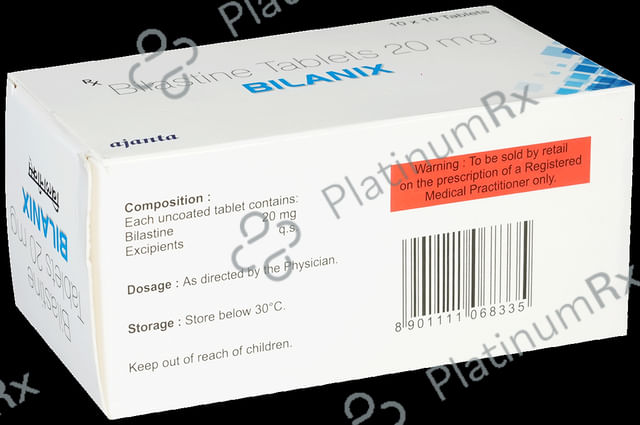 10 x 10 Tablets
Rx
Bilastine Tablets 20 mg
BILANIX
ajanta
Composition :
Each uncoated tablet contains:
Bilastine 20 mg
Excipients q.s.
Dosage : As directed by the Physician.
Storage : Store below 30°C.
Keep out of reach of children.
Warning : To be sold by retail
on the prescription of a Registered
Medical Practitioner only.
8 901111 068335
BILANIX
Bilastine
Tablets 20 mg
PlatinumRx
PlatinumRx
PlatinumRx
Rx